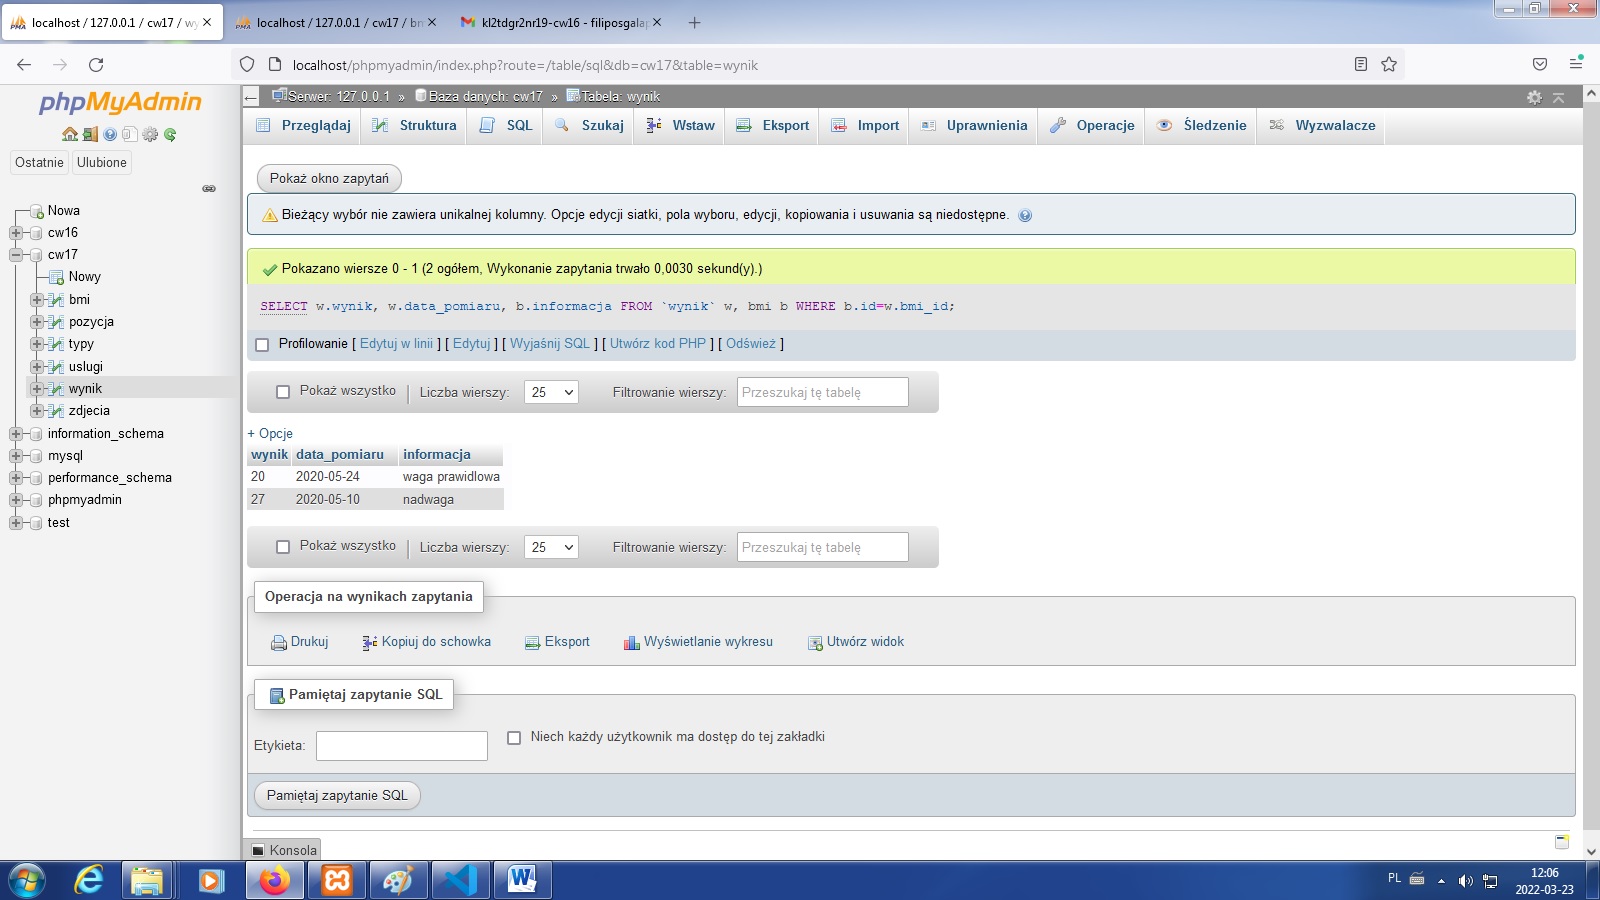 localhost / 127.0.0.1 / cw17 / wy
localhost / 127.0.0.1 / cw17 / bm
kl2tdgr2nr19-cw16 - filiposgalap
localhost/phpmyadmin/index.php?route=/table/sql&db=cw17&table=wynik
phpMyAdmin
Ostatnie
Ulubione
Nowa
cw16
cw17
Nowy
bmi
pozycja
typy
uslugi
wynik
zdjecia
information_schema
mysql
performance_schema
phpmyadmin
test
Serwer: 127.0.0.1 » Baza danych: cw17 » Tabela: wynik
Przeglądaj Struktura SQL Szukaj Wstaw Eksport Import Uprawnienia Operacje Śledzenie Wyzwalacze
Pokaż okno zapytań
Bieżący wybór nie zawiera unikalnej kolumny. Opcje edycji siatki, pola wyboru, edycji, kopiowania i usuwania są niedostępne.
Pokazano wiersze 0 - 1 (2 ogółem, Wykonanie zapytania trwało 0,0030 sekund(y).)
SELECT w.wynik, w.data_pomiaru, b.informacja FROM `wynik` w, bmi b WHERE b.id=w.bmi_id;
Profilowanie [ Edytuj w linii ] [ Edytuj ] [ Wyjaśnij SQL ] [ Utwórz kod PHP ] [ Odśwież ]
Pokaż wszystko | Liczba wierszy: 25 Filtrowanie wierszy: Przeszukaj tę tabelę
+ Opcje
wynik data_pomiaru informacja
20 2020-05-24 waga prawidlowa
27 2020-05-10 nadwaga
Pokaż wszystko | Liczba wierszy: 25 Filtrowanie wierszy: Przeszukaj tę tabelę
Operacja na wynikach zapytania
Drukuj Kopiuj do schowka Eksport Wyświetlanie wykresu Utwórz widok
Pamiętaj zapytanie SQL
Etykieta: Niech każdy użytkownik ma dostęp do tej zakładki
Pamiętaj zapytanie SQL
Konsola
PL
12:06
2022-03-23